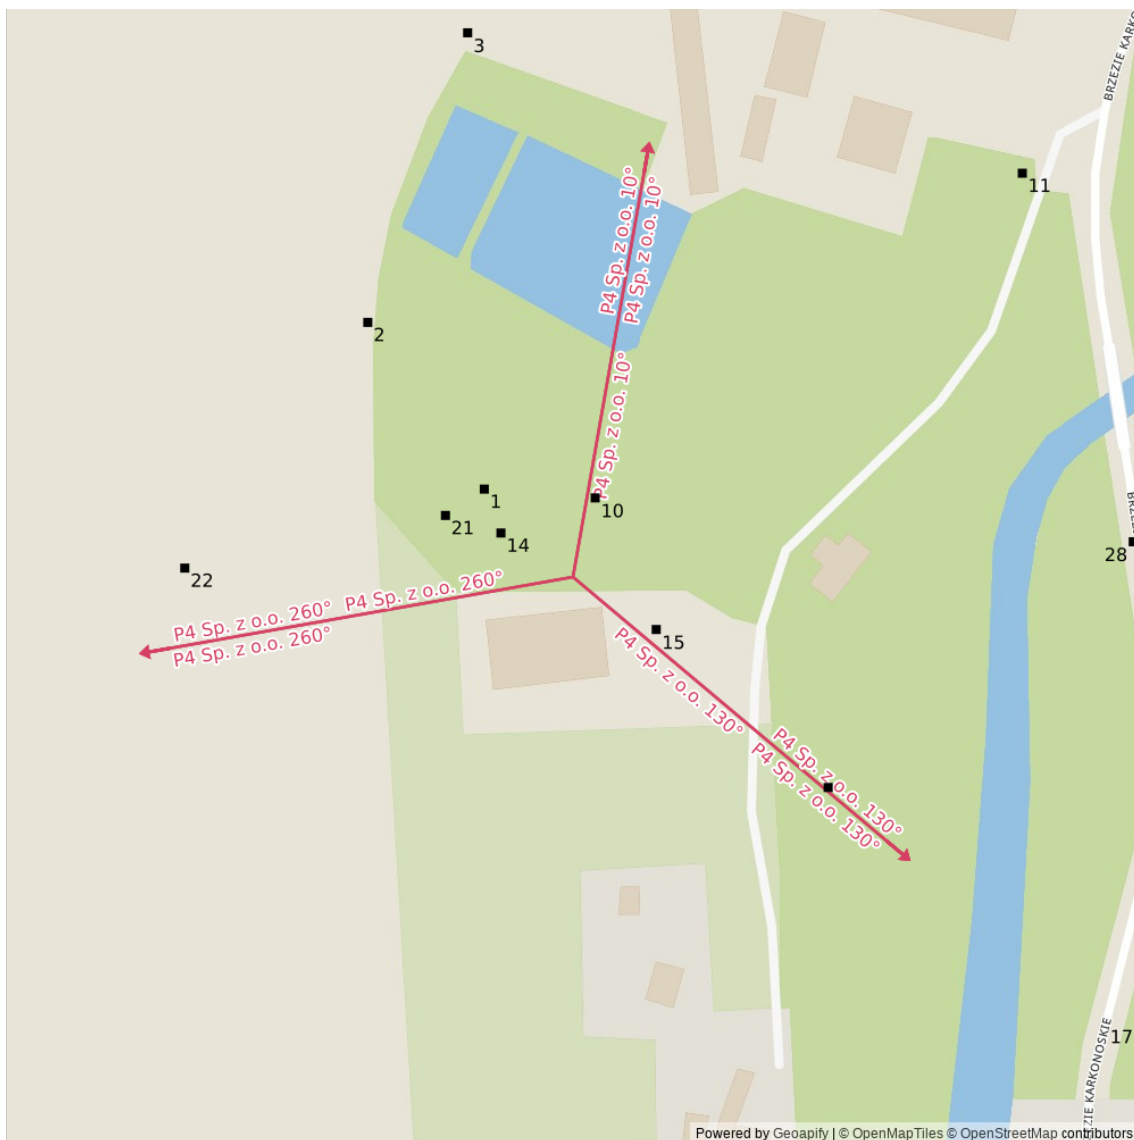 BRZEZIE KARKO
3
11
P4 Sp. z o.o. 10°
P4 Sp. z o.o. 10°
2
P4 Sp. z o.o. 10°
1
10
21
14
BRZEZ
28
22
P4 Sp. z o.o. 260°
P4 Sp. z o.o. 260°
P4 Sp. z o.o. 260°
15
P4 Sp. z o.o. 130°
P4 Sp. z o.o. 130°
P4 Sp. z o.o. 130°
17
ZIE KARKONOSKIE
Powered by Geoapify | © OpenMapTiles © OpenStreetMap contributors